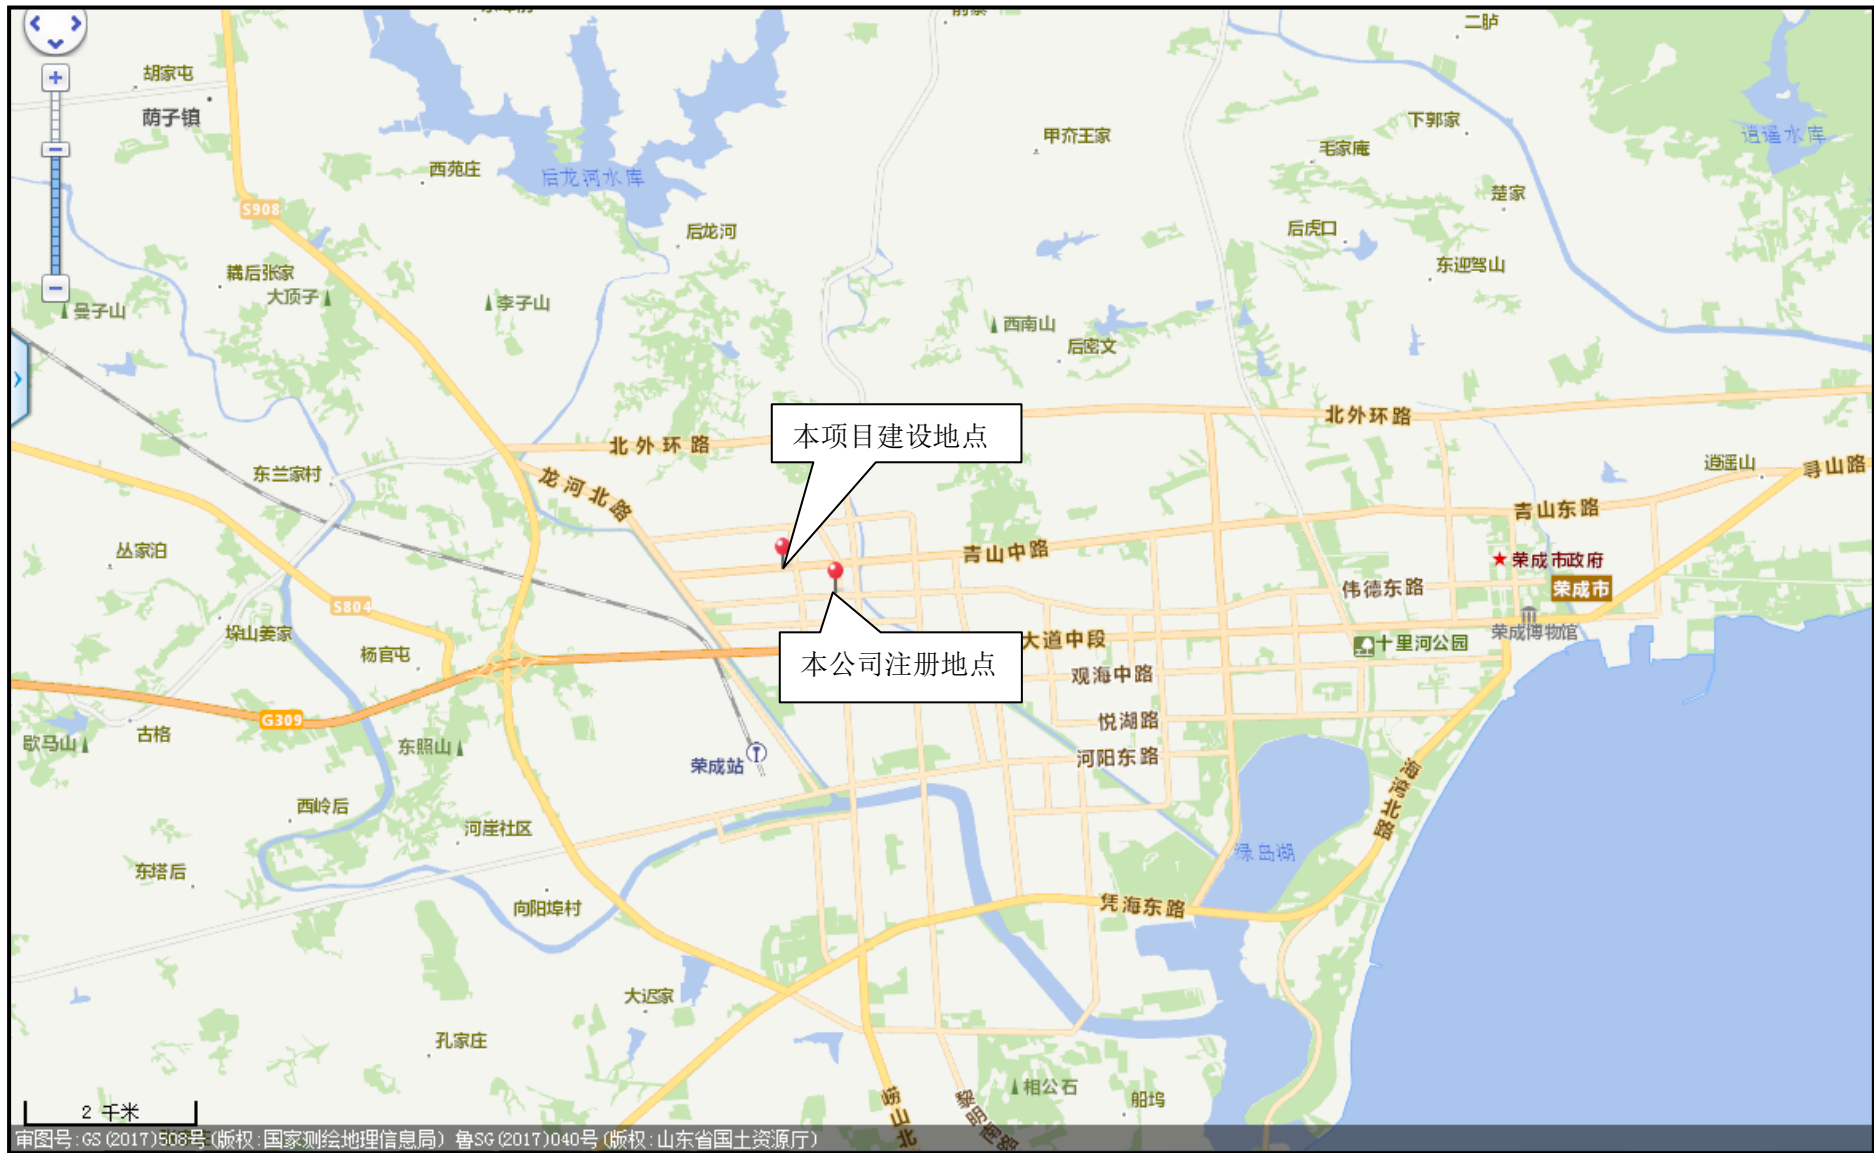 二胪
胡家屯
荫子镇
下郭家
甲夼王家
毛家庵
逍遥水库
西苑庄
后龙河水库
楚家
S908
后龙河
后虎口
东迎驾山
大顶子
李子山
曼子山
西南山
后密文
北外环路
北外环路
本项目建设地点
东兰家村
龙河北路
逍遥山
寻山路
青山东路
丛家泊
青山中路
荣成市政府
伟德东路
荣成市
S804
垛山姜家
荣成博物馆
杨官屯
大道中段
十里河公园
本公司注册地点
观海中路
G309
悦湖路
古格
歇马山
东照山
河阳东路
荣成站
海湾北路
西岭后
河崖社区
绿岛湖
东塔后
向阳埠村
凭海东路
大迟家
孔家庄
相公石
船坞
崂山北
黎明南路
2 千米
审图号:GS(2017)508号(版权:国家测绘地理信息局) 鲁SG(2017)040号(版权:山东省国土资源厅)